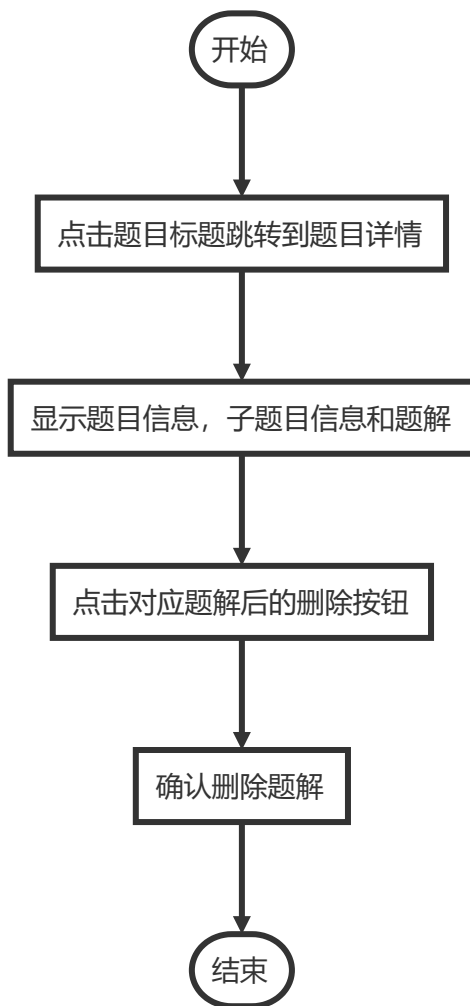 开始
点击题目标题跳转到题目详情
显示题目信息，子题目信息和题解
点击对应题解后的删除按钮
确认删除题解
结束